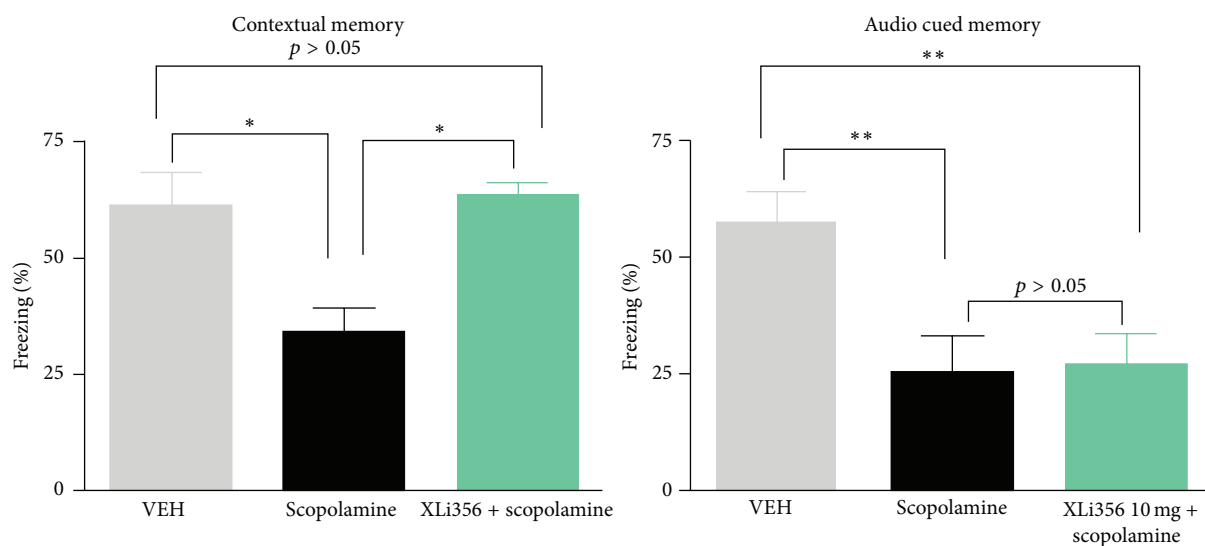 Contextual memory
p > 0.05
*
*
75
50
25
0
Freezing (%)
VEH
Scopolamine
XLi356 + scopolamine
Audio cued memory
**
**
p > 0.05
75
50
25
0
Freezing (%)
VEH
Scopolamine
XLi356 10 mg +
scopolamine